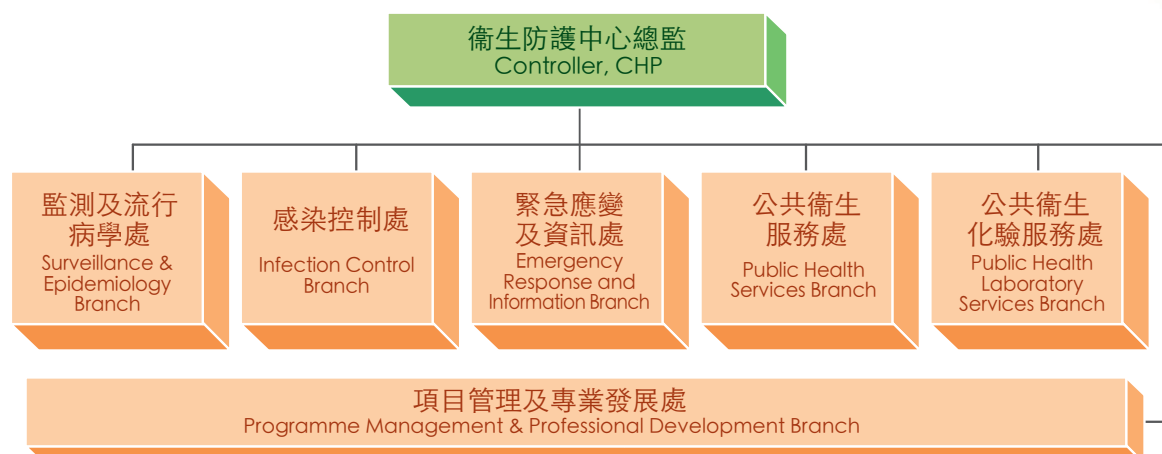 衞生防護中心總監
Controller, CHP
監測及流行
病學處
Surveillance &
Epidemiology
Branch
感染控制處
Infection Control
Branch
緊急應變
及資訊處
Emergency
Response and
Information Branch
公共衞生
服務處
Public Health
Services Branch
公共衞生
化驗服務處
Public Health
Laboratory
Services Branch
項目管理及專業發展處
Programme Management & Professional Development Branch